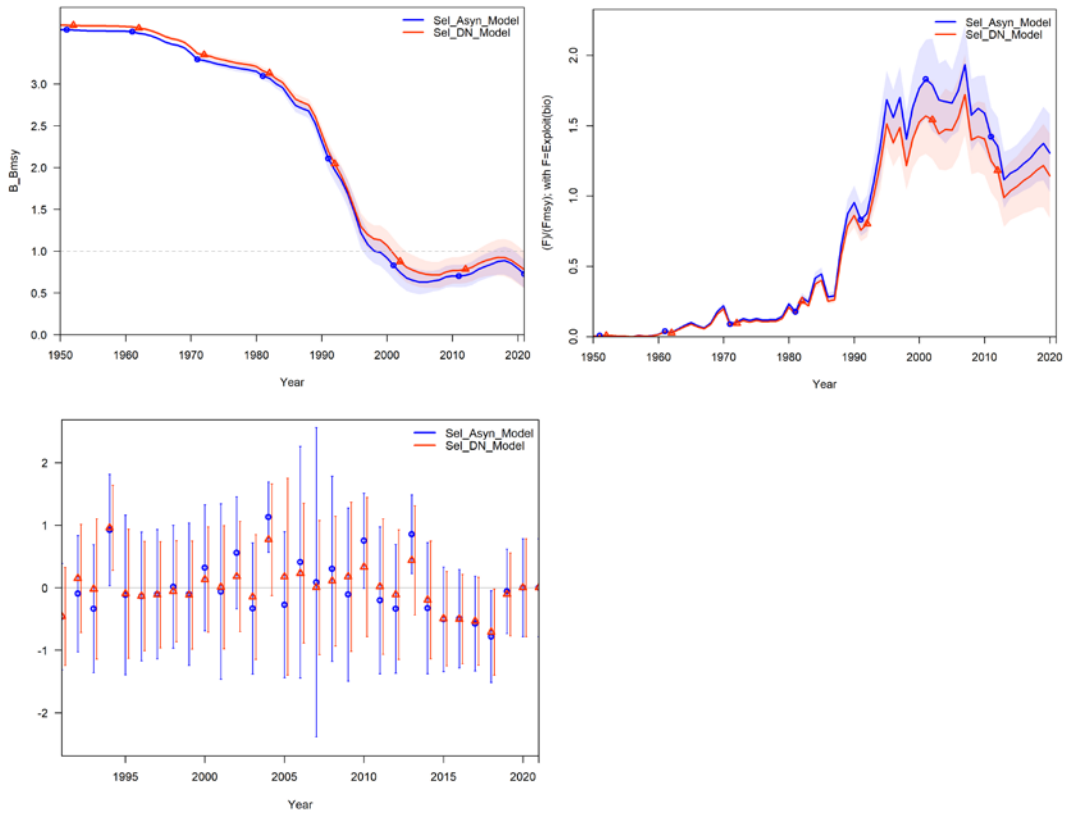 Sel_Asyn_Model
Sel_DN_Model
B_Bmsy
3.0
2.5
2.0
1.5
1.0
0.5
0.0
1950 1960 1970 1980 1990 2000 2010 2020
Year
Sel_Asyn_Model
Sel_DN_Model
(F)/(Fmsy); with F=Exploit(bio)
2.0
1.5
1.0
0.5
0.0
1950 1960 1970 1980 1990 2000 2010 2020
Year
Sel_Asyn_Model
Sel_DN_Model
2
1
0
-1
-2
1995 2000 2005 2010 2015 2020
Year